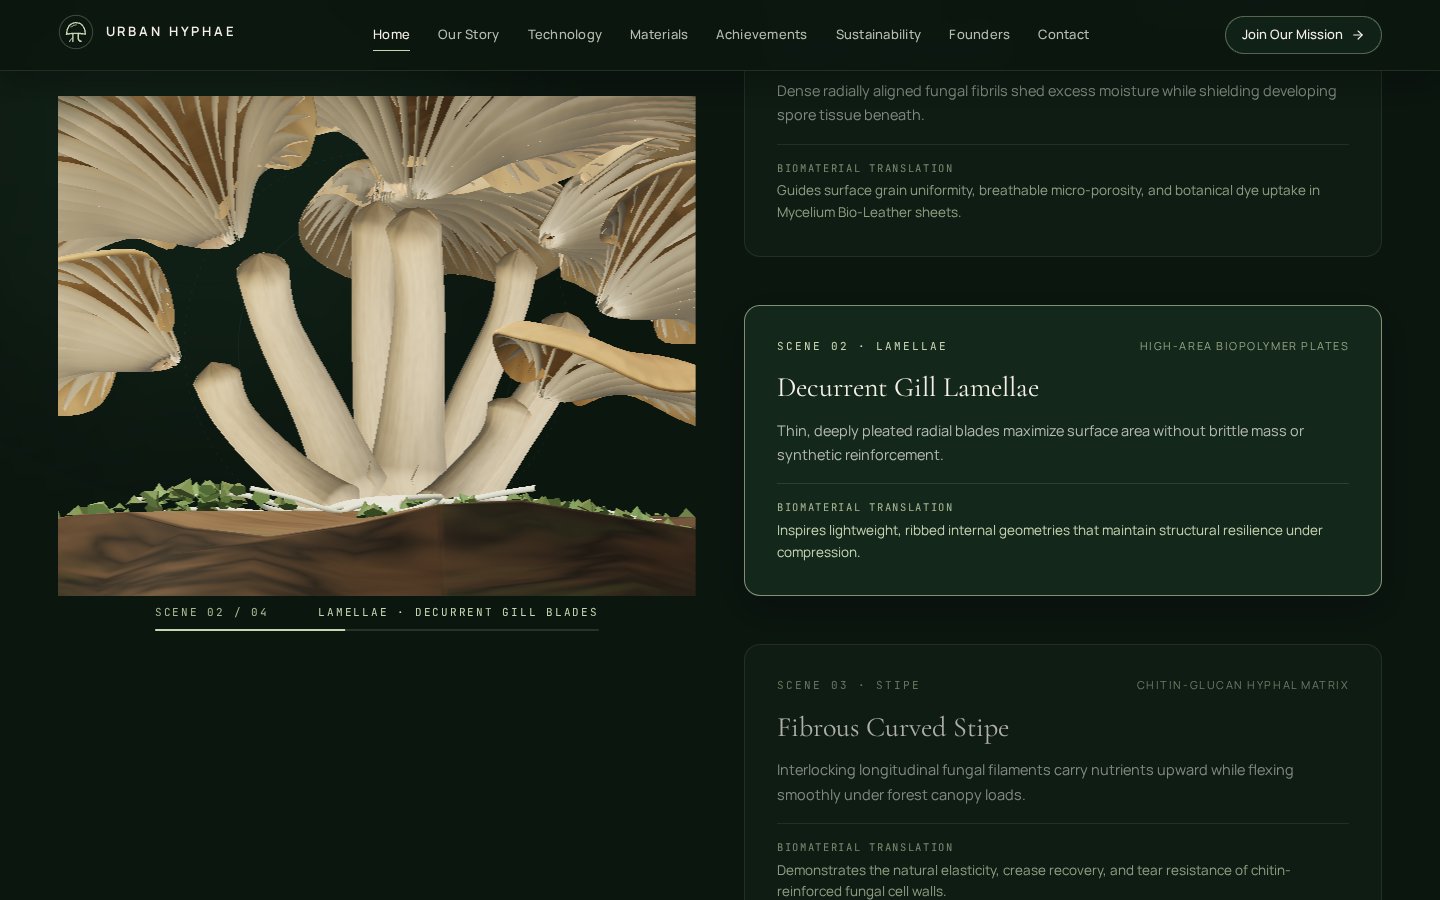 URBAN HYPHAE
Home
Our Story
Technology
Materials
Achievements
Sustainability
Founders
Contact
Join Our Mission →
Dense radially aligned fungal fibrils shed excess moisture while shielding developing
spore tissue beneath.
BIOMATERIAL TRANSLATION
Guides surface grain uniformity, breathable micro-porosity, and botanical dye uptake in
Mycelium Bio-Leather sheets.
SCENE 02 · LAMELLAE
HIGH-AREA BIOPOLYMER PLATES
Decurrent Gill Lamellae
Thin, deeply pleated radial blades maximize surface area without brittle mass or
synthetic reinforcement.
BIOMATERIAL TRANSLATION
Inspires lightweight, ribbed internal geometries that maintain structural resilience under
compression.
SCENE 02 / 04
LAMELLAE · DECURRENT GILL BLADES
SCENE 03 · STIPE
CHITIN-GLUCAN HYPHAL MATRIX
Fibrous Curved Stipe
Interlocking longitudinal fungal filaments carry nutrients upward while flexing
smoothly under forest canopy loads.
BIOMATERIAL TRANSLATION
Demonstrates the natural elasticity, crease recovery, and tear resistance of chitin-
reinforced fungal cell walls.